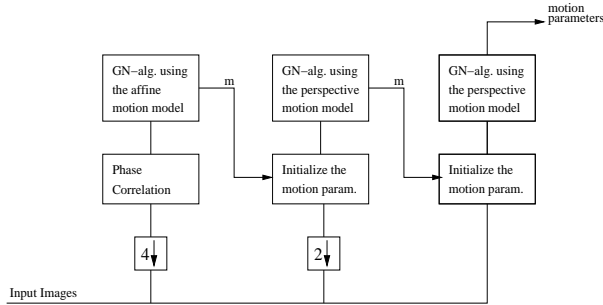 motion
parameters
GN-alg. using
the affine
motion model
m
GN-alg. using
the perspective
motion model
m
GN-alg. using
the perspective
motion model
Phase
Correlation
Initialize the
motion param.
Initialize the
motion param.
4
2
Input Images